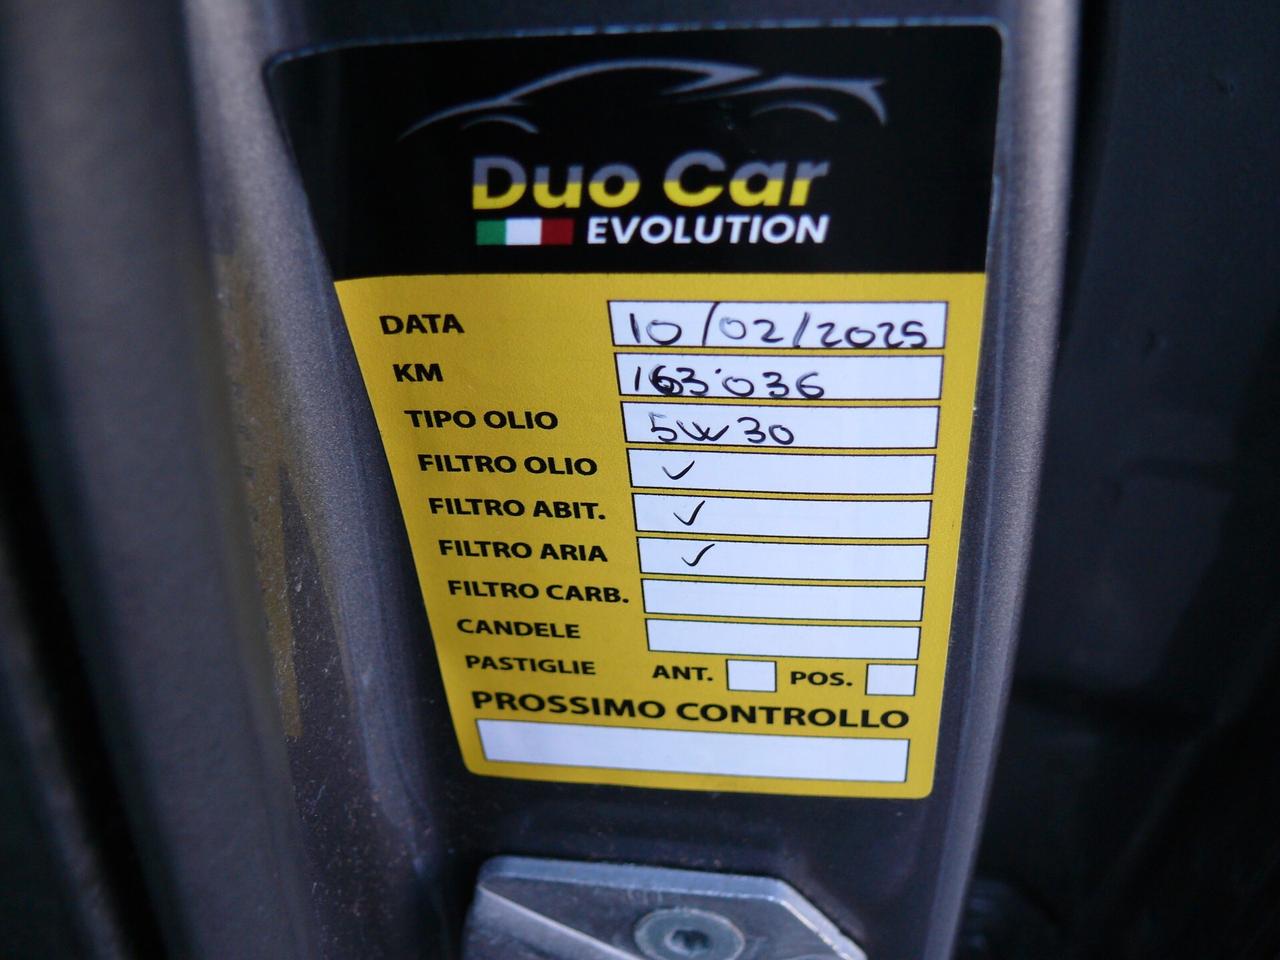 Duo Car
EVOLUTION
DATA 10/02/2025
KM 163'036
TIPO OLIO 5W30
FILTRO OLIO ✓
FILTRO ABIT. ✓
FILTRO ARIA ✓
FILTRO CARB.
CANDELE
PASTIGLIE ANT. POS.
PROSSIMO CONTROLLO